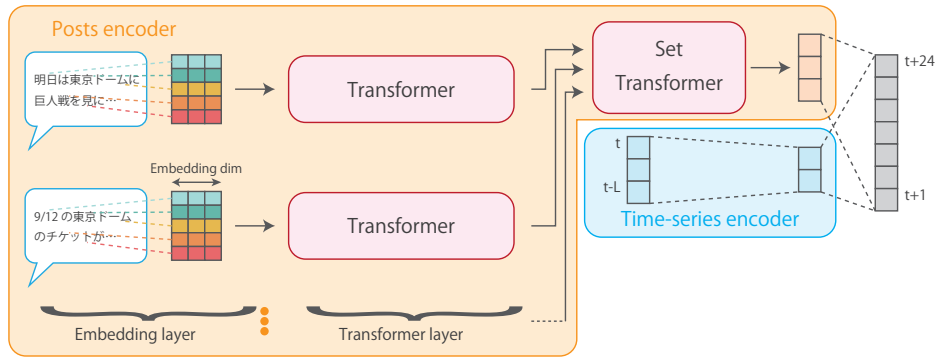 Posts encoder
明日は東京ドームに
巨人戦を見に…
Transformer
Set
Transformer
t+24
t
t-L
t+1
Time-series encoder
Embedding dim
9/12 の東京ドーム
のチケットが…
Transformer
Embedding layer
Transformer layer